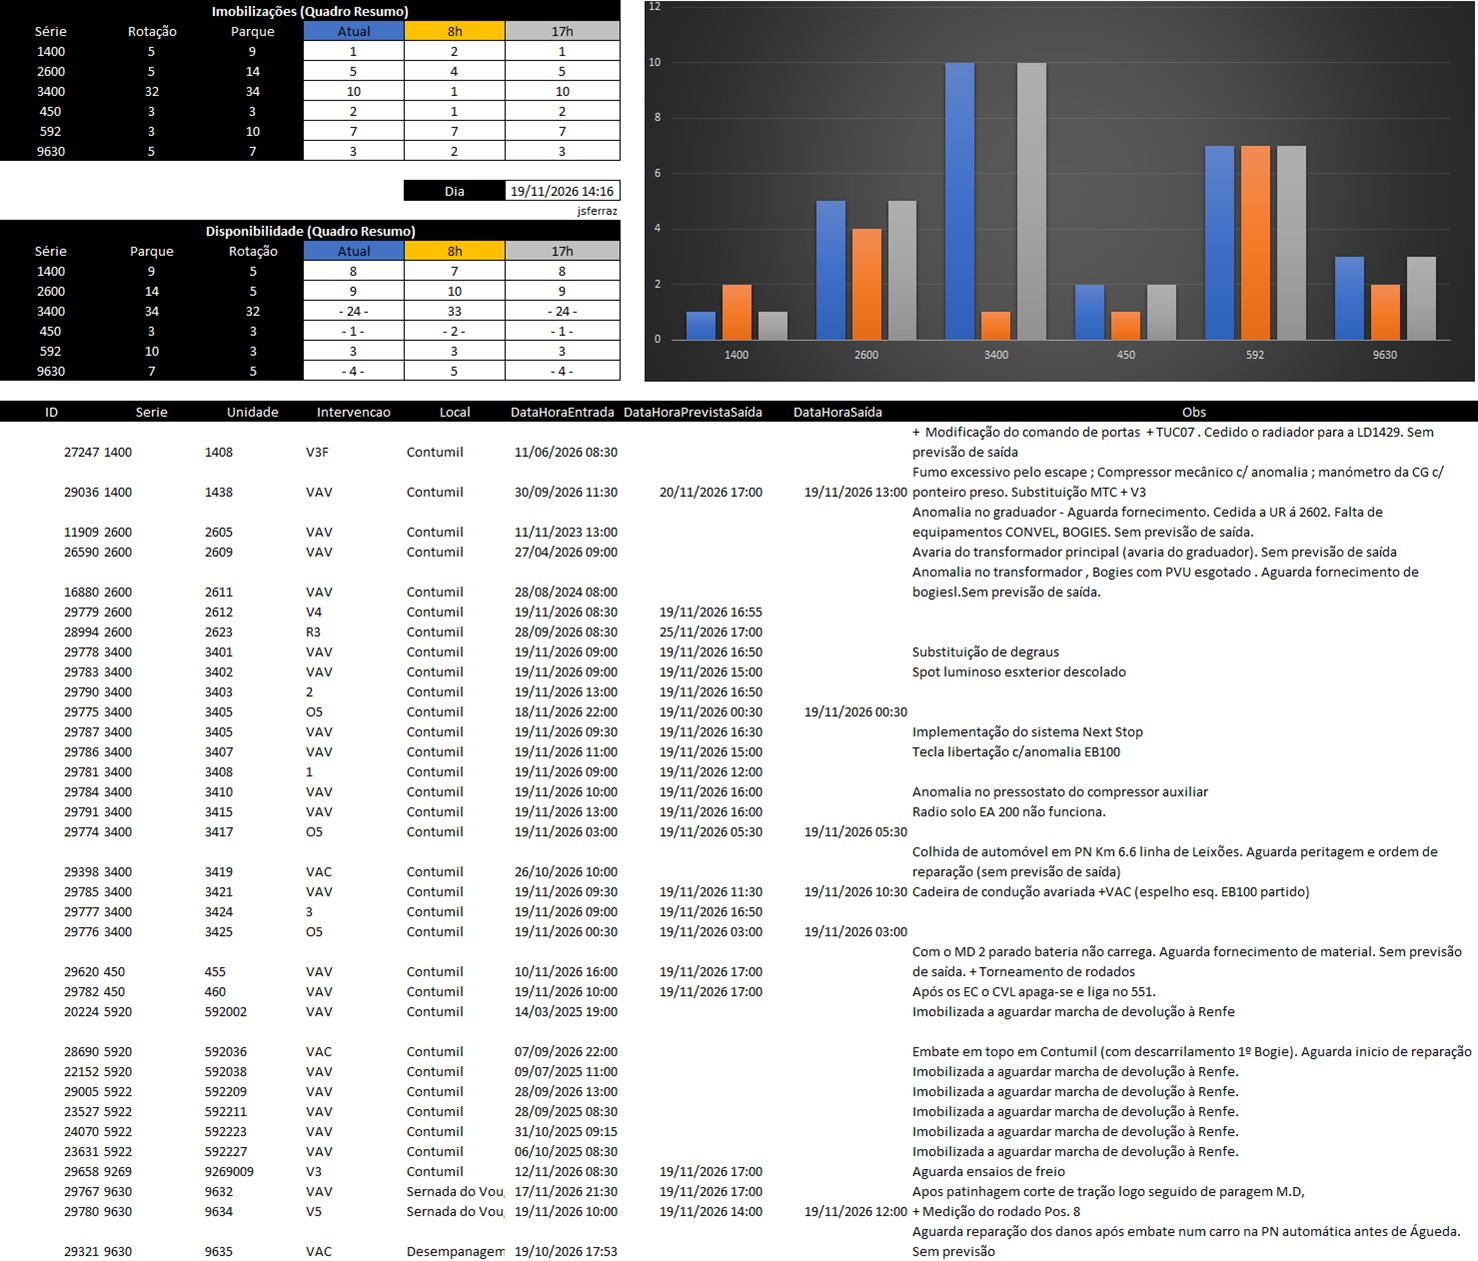 Imobilizações (Quadro Resumo)
Série Rotação Parque Atual 8h 17h
1400 5 9 1 2 1
2600 5 14 5 4 5
3400 32 34 10 1 10
450 3 3 2 1 2
592 3 10 7 7 7
9630 5 7 3 2 3
Dia 19/11/2026 14:16
jsferraz
Disponibilidade (Quadro Resumo)
Série Parque Rotação Atual 8h 17h
1400 9 5 8 7 8
2600 14 5 9 10 9
3400 34 32 - 24 - 33 - 24 -
450 3 3 - 1 - - 2 - - 1 -
592 10 3 3 3 3
9630 7 5 - 4 - 5 - 4 -
12
10
8
6
4
2
0
1400 2600 3400 450 592 9630
ID Serie Unidade Intervencao Local DataHoraEntrada DataHoraPrevistaSaída DataHoraSaída Obs
+ Modificação do comando de portas + TUC07 . Cedido o radiador para a LD1429. Sem
27247 1400 1408 V3F Contumil 11/06/2026 08:30 previsão de saída
Fumo excessivo pelo escape ; Compressor mecânico c/ anomalia ; manómetro da CG c/
29036 1400 1438 VAV Contumil 30/09/2026 11:30 20/11/2026 17:00 19/11/2026 13:00 ponteiro preso. Substituição MTC + V3
Anomalia no graduador - Aguarda fornecimento. Cedida a UR á 2602. Falta de
11909 2600 2605 VAV Contumil 11/11/2023 13:00 equipamentos CONVEL, BOGIES. Sem previsão de saída.
26590 2600 2609 VAV Contumil 27/04/2026 09:00 Avaria do transformador principal (avaria do graduador). Sem previsão de saída
Anomalia no transformador , Bogies com PVU esgotado . Aguarda fornecimento de
16880 2600 2611 VAV Contumil 28/08/2024 08:00 bogiesl.Sem previsão de saída.
29779 2600 2612 V4 Contumil 19/11/2026 08:30 19/11/2026 16:55
28994 2600 2623 R3 Contumil 28/09/2026 08:30 25/11/2026 17:00
29778 3400 3401 VAV Contumil 19/11/2026 09:00 19/11/2026 16:50 Substituição de degraus
29783 3400 3402 VAV Contumil 19/11/2026 09:00 19/11/2026 15:00 Spot luminoso esxterior descolado
29790 3400 3403 2 Contumil 19/11/2026 13:00 19/11/2026 16:50
29775 3400 3405 O5 Contumil 18/11/2026 22:00 19/11/2026 00:30 19/11/2026 00:30
29787 3400 3405 VAV Contumil 19/11/2026 09:30 19/11/2026 16:30 Implementação do sistema Next Stop
29786 3400 3407 VAV Contumil 19/11/2026 11:00 19/11/2026 15:00 Tecla libertação c/anomalia EB100
29781 3400 3408 1 Contumil 19/11/2026 09:00 19/11/2026 12:00
29784 3400 3410 VAV Contumil 19/11/2026 10:00 19/11/2026 16:00 Anomalia no pressostato do compressor auxiliar
29791 3400 3415 VAV Contumil 19/11/2026 13:00 19/11/2026 16:00 Radio solo EA 200 não funciona.
29774 3400 3417 O5 Contumil 19/11/2026 03:00 19/11/2026 05:30 19/11/2026 05:30
Colhida de automóvel em PN Km 6.6 linha de Leixões. Aguarda peritagem e ordem de
29398 3400 3419 VAC Contumil 26/10/2026 10:00 reparação (sem previsão de saída)
29785 3400 3421 VAV Contumil 19/11/2026 09:30 19/11/2026 11:30 19/11/2026 10:30 Cadeira de condução avariada +VAC (espelho esq. EB100 partido)
29777 3400 3424 3 Contumil 19/11/2026 09:00 19/11/2026 16:50
29776 3400 3425 O5 Contumil 19/11/2026 00:30 19/11/2026 03:00 19/11/2026 03:00
Com o MD 2 parado bateria não carrega. Aguarda fornecimento de material. Sem previsão
29620 450 455 VAV Contumil 10/11/2026 16:00 19/11/2026 17:00 de saída. + Torneamento de rodados
29782 450 460 VAV Contumil 19/11/2026 10:00 19/11/2026 17:00 Após os EC o CVL apaga-se e liga no 551.
20224 5920 592002 VAV Contumil 14/03/2025 19:00 Imobilizada a aguardar marcha de devolução à Renfe
28690 5920 592036 VAC Contumil 07/09/2026 22:00 Embate em topo em Contumil (com descarrilamento 1º Bogie). Aguarda inicio de reparação
22152 5920 592038 VAV Contumil 09/07/2025 11:00 Imobilizada a aguardar marcha de devolução à Renfe.
29005 5922 592209 VAV Contumil 28/09/2026 13:00 Imobilizada a aguardar marcha de devolução à Renfe.
23527 5922 592211 VAV Contumil 28/09/2025 08:30 Imobilizada a aguardar marcha de devolução à Renfe.
24070 5922 592223 VAV Contumil 31/10/2025 09:15 Imobilizada a aguardar marcha de devolução à Renfe.
23631 5922 592227 VAV Contumil 06/10/2025 08:30 Imobilizada a aguardar marcha de devolução à Renfe.
29658 9269 9269009 V3 Contumil 12/11/2026 08:30 19/11/2026 17:00 Aguarda ensaios de freio
29767 9630 9632 VAV Sernada do Vou 17/11/2026 21:30 19/11/2026 17:00 Apos patinhagem corte de tração logo seguido de paragem M.D,
29780 9630 9634 V5 Sernada do Vou 19/11/2026 10:00 19/11/2026 14:00 19/11/2026 12:00 + Medição do rodado Pos. 8
Aguarda reparação dos danos após embate num carro na PN automática antes de Águeda.
29321 9630 9635 VAC Desempanagem 19/10/2026 17:53 Sem previsão